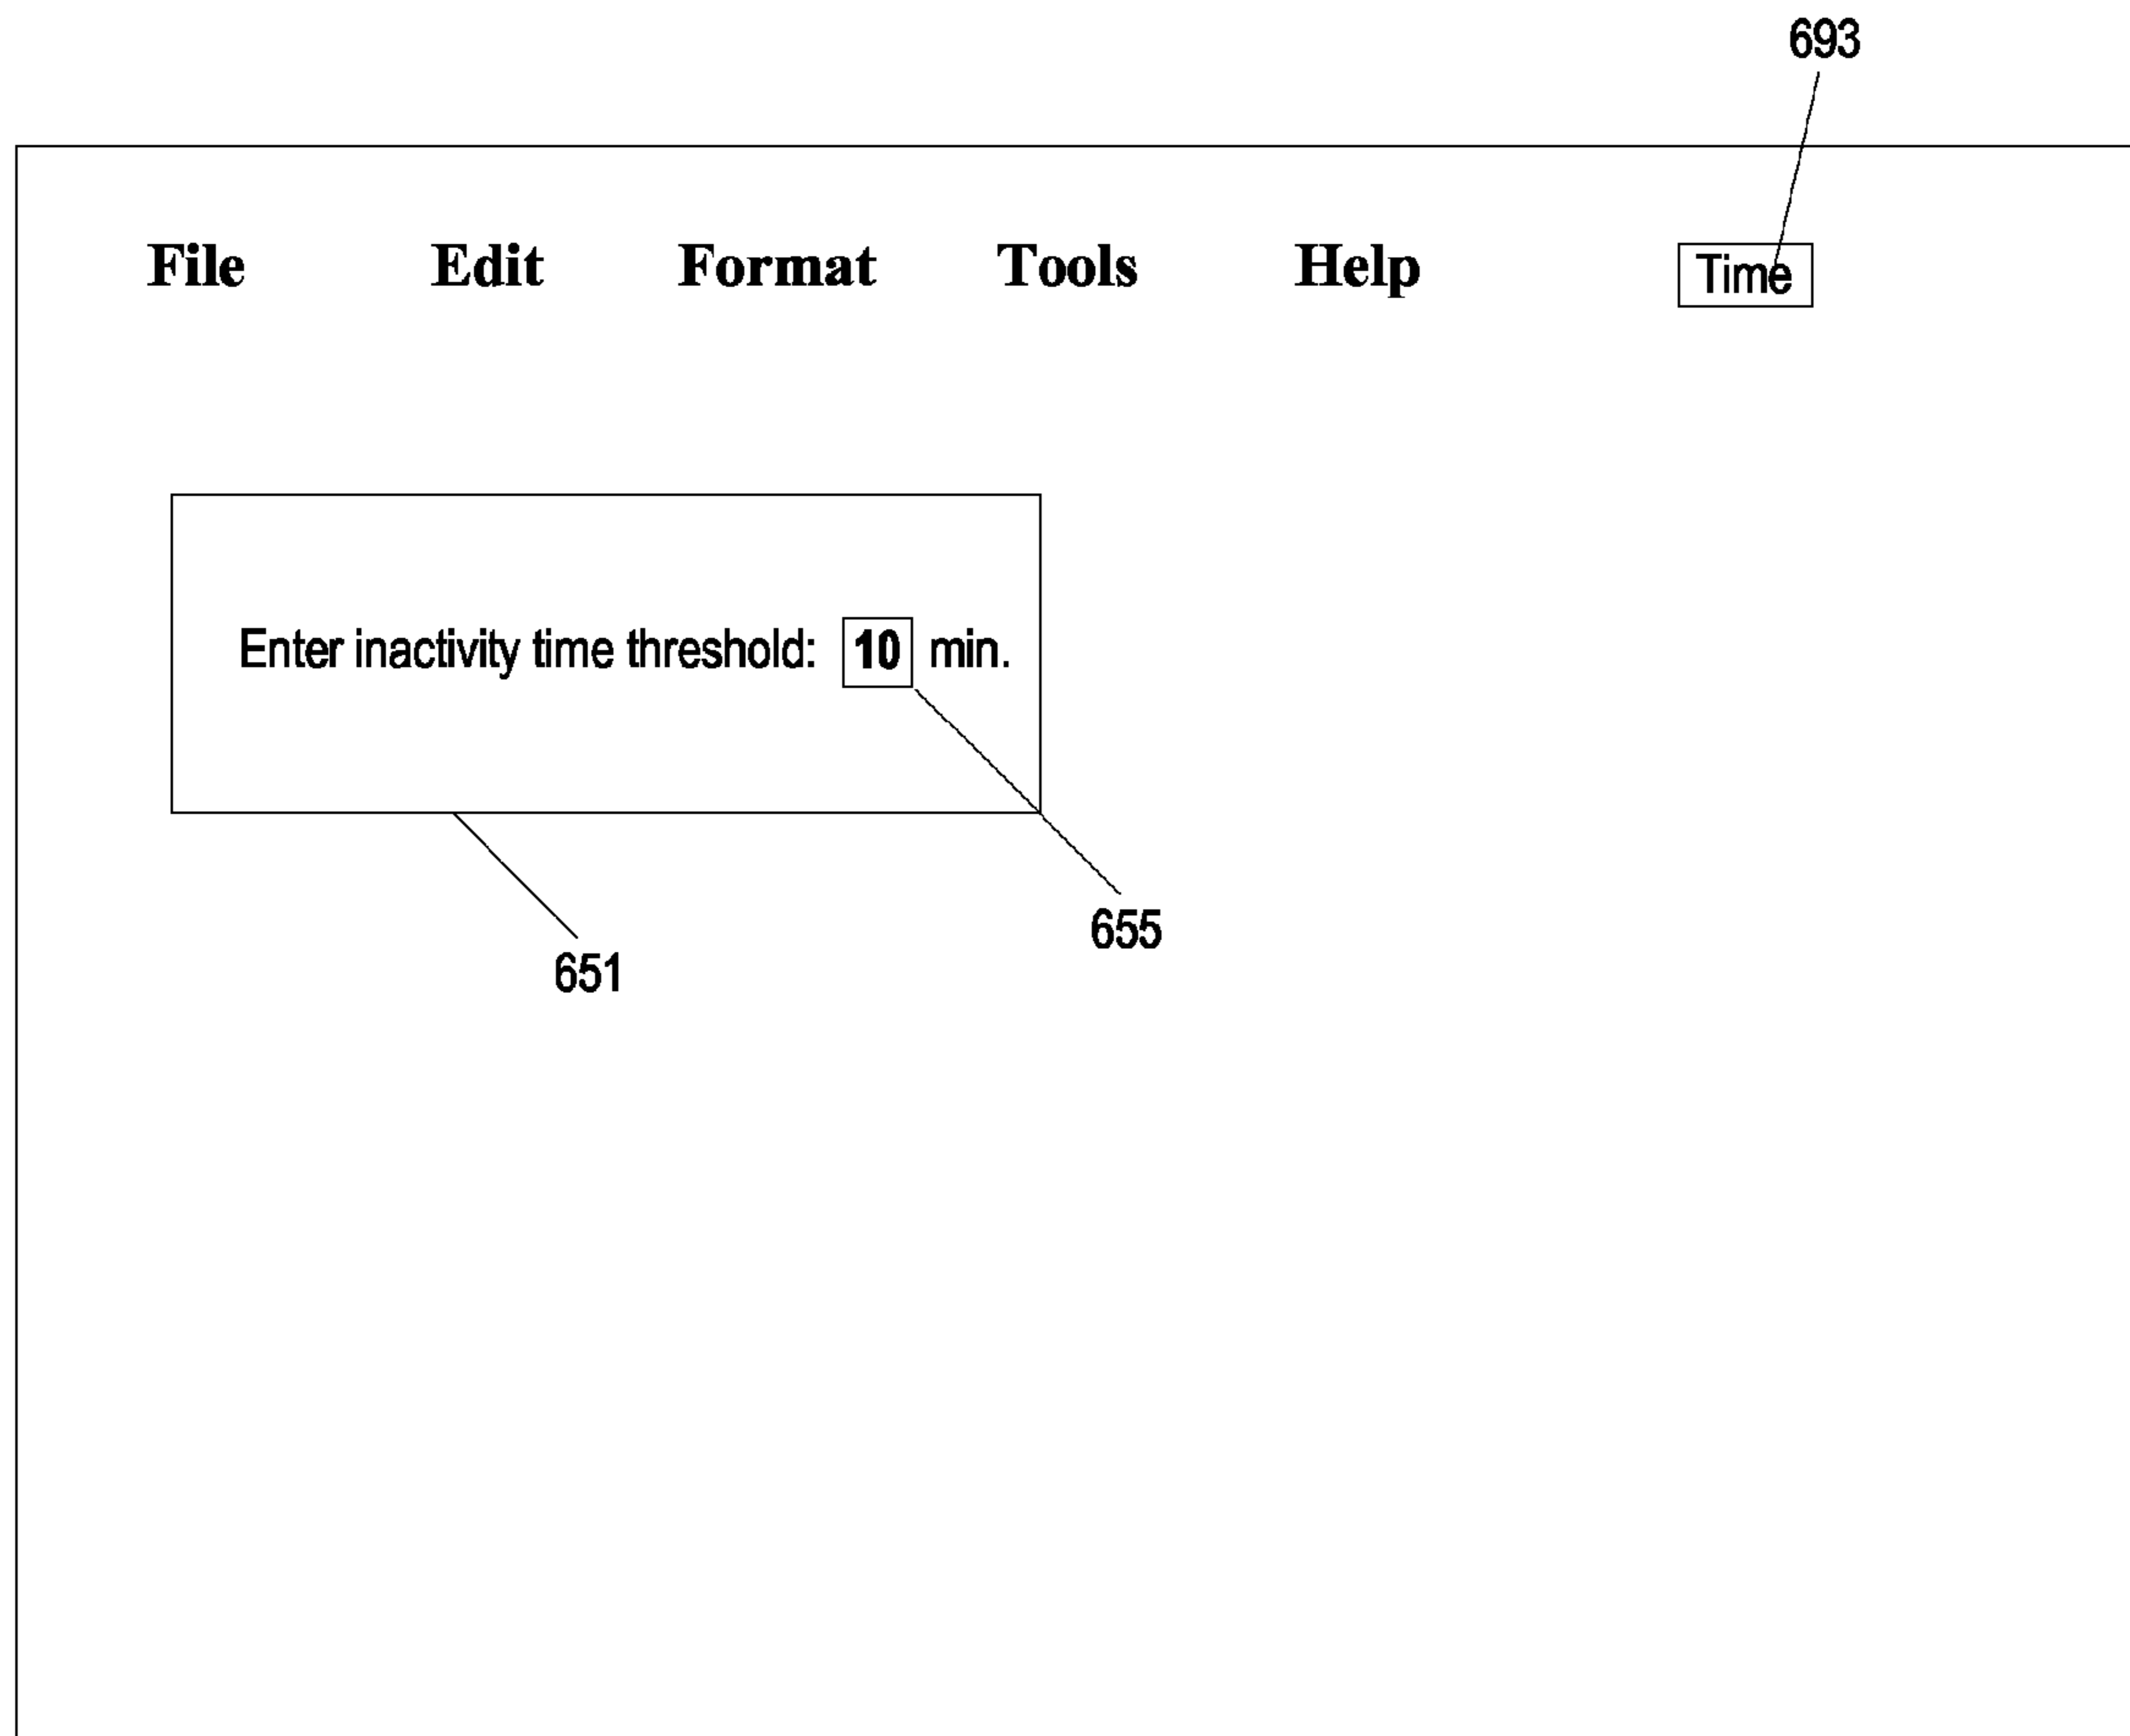 693
File Edit Format Tools Help Time
Enter inactivity time threshold: 10 min.
655
651